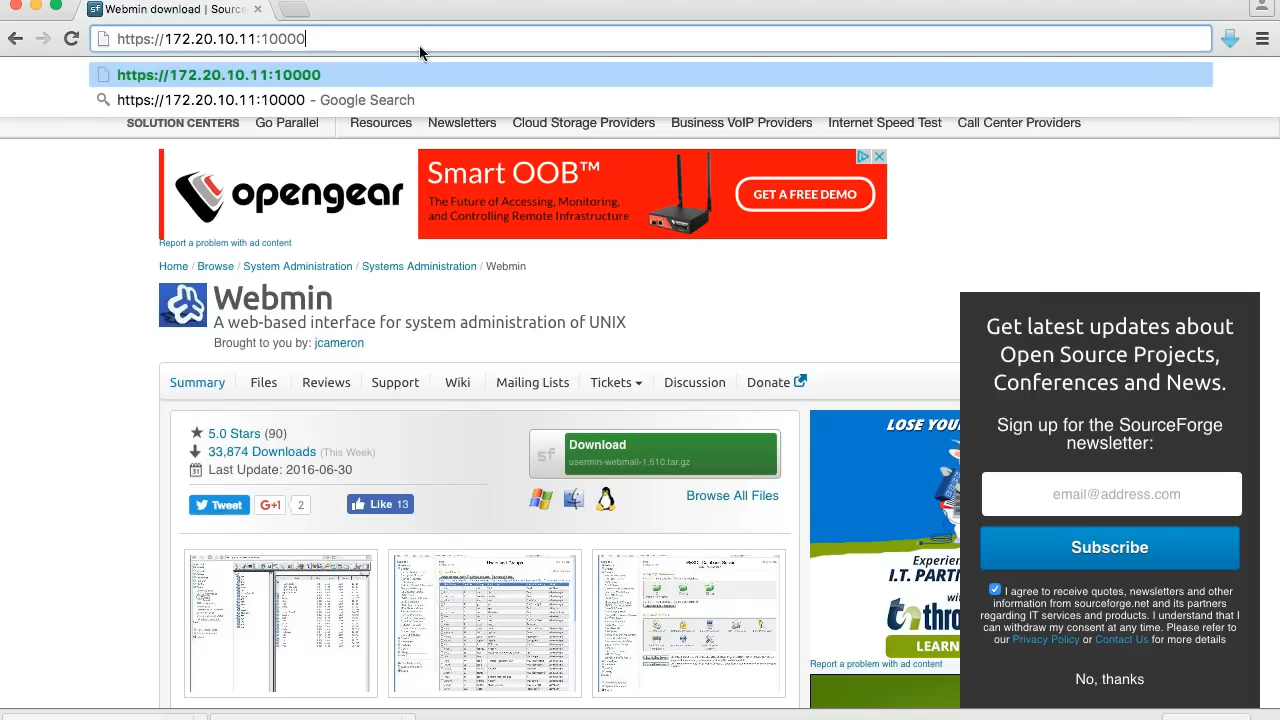 Webmin download | Source
https://172.20.10.11:10000
https://172.20.10.11:10000
https://172.20.10.11:10000 - Google Search
SOLUTION CENTERS Go Parallel Resources Newsletters Cloud Storage Providers Business VoIP Providers Internet Speed Test Call Center Providers
opengear
Smart OOB™
The Future of Accessing, Monitoring,
and Controlling Remote Infrastructure
GET A FREE DEMO
Report a problem with ad content
Home / Browse / System Administration / Systems Administration / Webmin
Webmin
A web-based interface for system administration of UNIX
Brought to you by: jcameron
Summary Files Reviews Support Wiki Mailing Lists Tickets Discussion Donate
5.0 Stars (90)
33,874 Downloads (This Week)
Last Update: 2016-06-30
Tweet G+1 2 Like 13
sf
Download
usermin-webmail-1.510.tar.gz
Browse All Files
LOSE YOU
Experien
I.T. PARTN
wi
thro
LEARN
Report a problem with ad content
Get latest updates about
Open Source Projects,
Conferences and News.
Sign up for the SourceForge
newsletter:
email@address.com
Subscribe
I agree to receive quotes, newsletters and other
information from sourceforge.net and its partners
regarding IT services and products. I understand that I
can withdraw my consent at any time. Please refer to
our Privacy Policy or Contact Us for more details
No, thanks